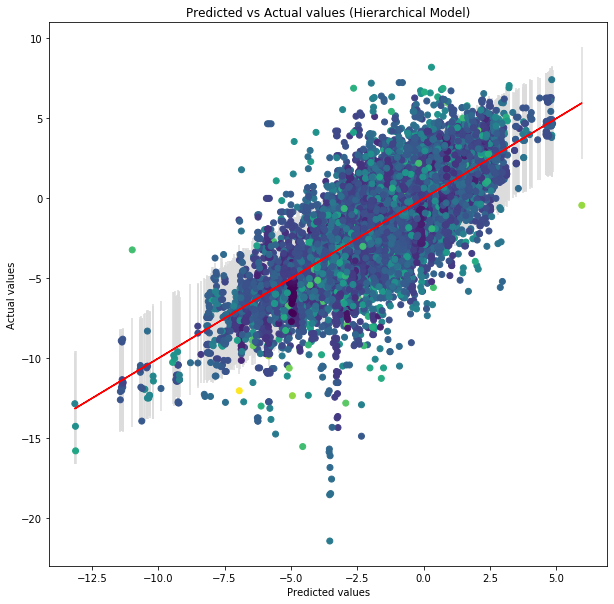 Predicted vs Actual values (Hierarchical Model)
10
5
0
−5
−10
−15
−20
Actual values
−12.5 −10.0 −7.5 −5.0 −2.5 0.0 2.5 5.0
Predicted values